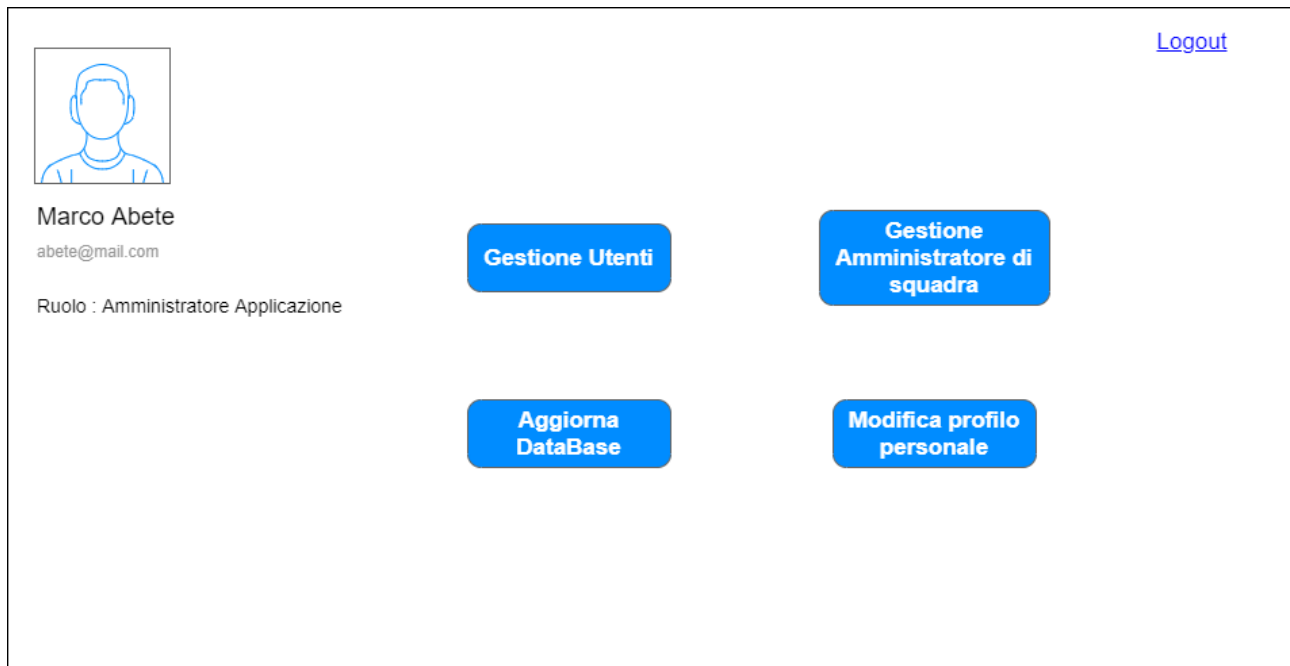 Logout
Marco Abete
abete@mail.com
Ruolo : Amministratore Applicazione
Gestione Utenti
Gestione
Amministratore di
squadra
Aggiorna
DataBase
Modifica profilo
personale